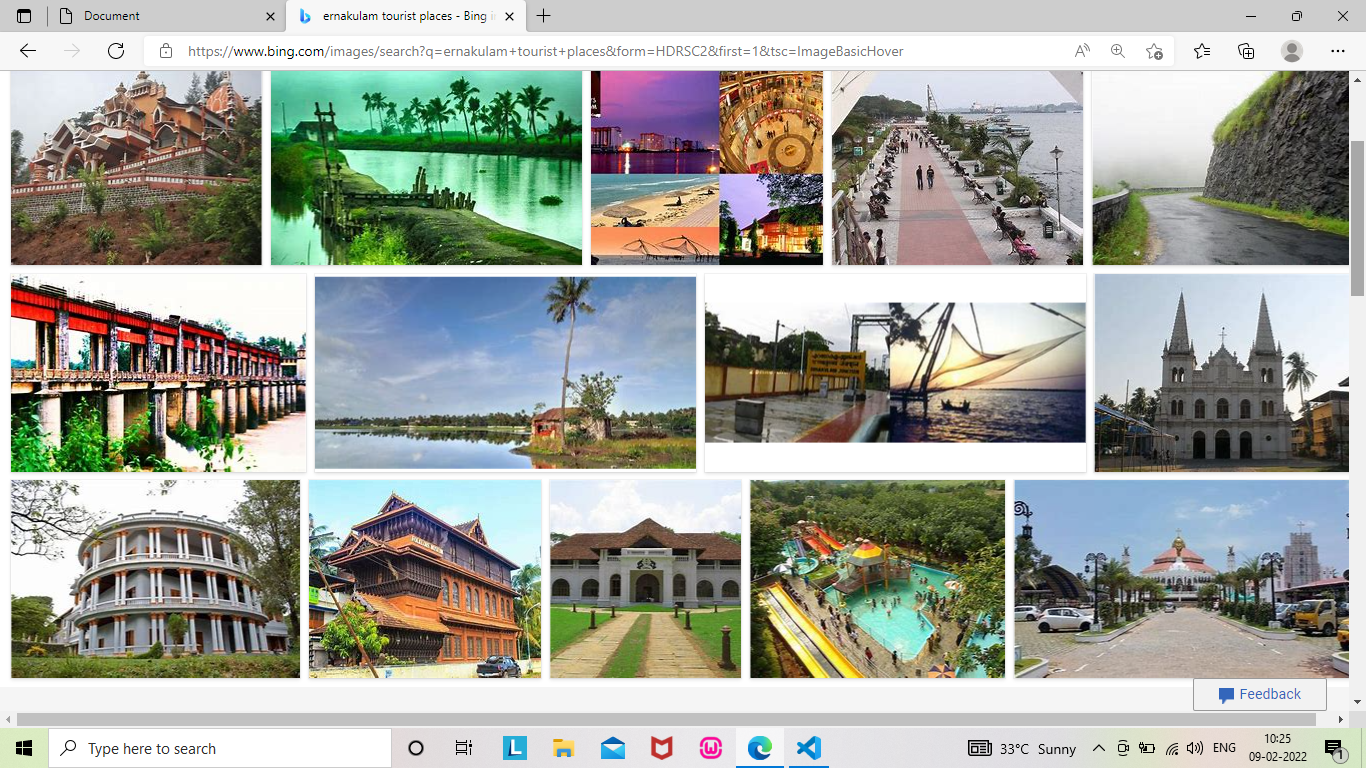 Document
ernakulam tourist places - Bing i
https://www.bing.com/images/search?q=ernakulam+tourist+places&form=HDRSC2&first=1&tsc=ImageBasicHover
Feedback
Type here to search
33°C Sunny
ENG
10:25
09-02-2022
1